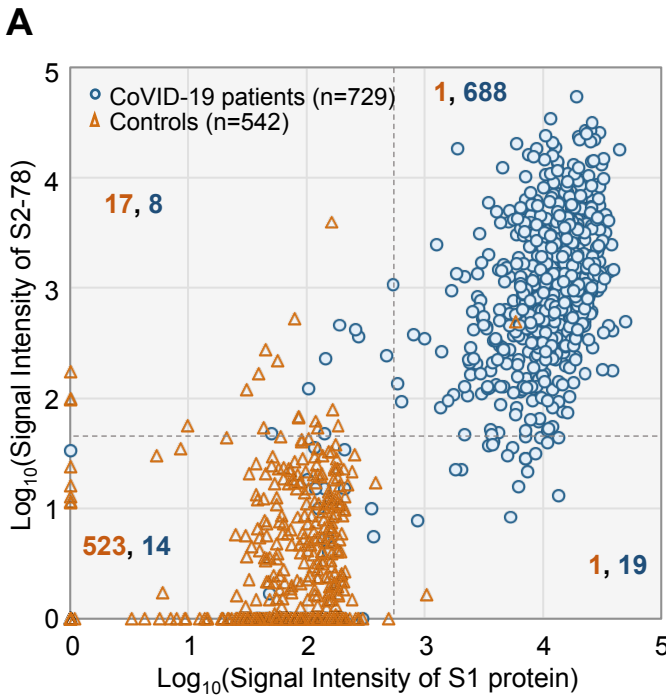 A
CoVID-19 patients (n=729)
Controls (n=542)
1, 688
17, 8
523, 14
1, 19
5
4
3
2
1
0
0 1 2 3 4 5
Log10(Signal Intensity of S2-78)
Log10(Signal Intensity of S1 protein)